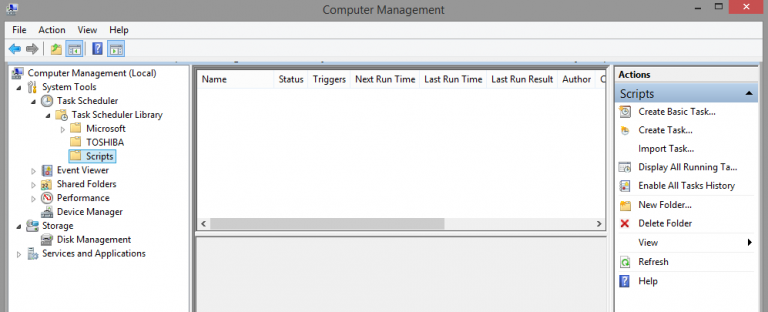 Computer Management
File Action View Help
Computer Management (Local)
System Tools
Task Scheduler
Task Scheduler Library
Microsoft
TOSHIBA
Scripts
Event Viewer
Shared Folders
Performance
Device Manager
Storage
Disk Management
Services and Applications
Name Status Triggers Next Run Time Last Run Time Last Run Result Author
Actions
Scripts
Create Basic Task...
Create Task...
Import Task...
Display All Running Ta...
Enable All Tasks History
New Folder...
Delete Folder
View
Refresh
Help